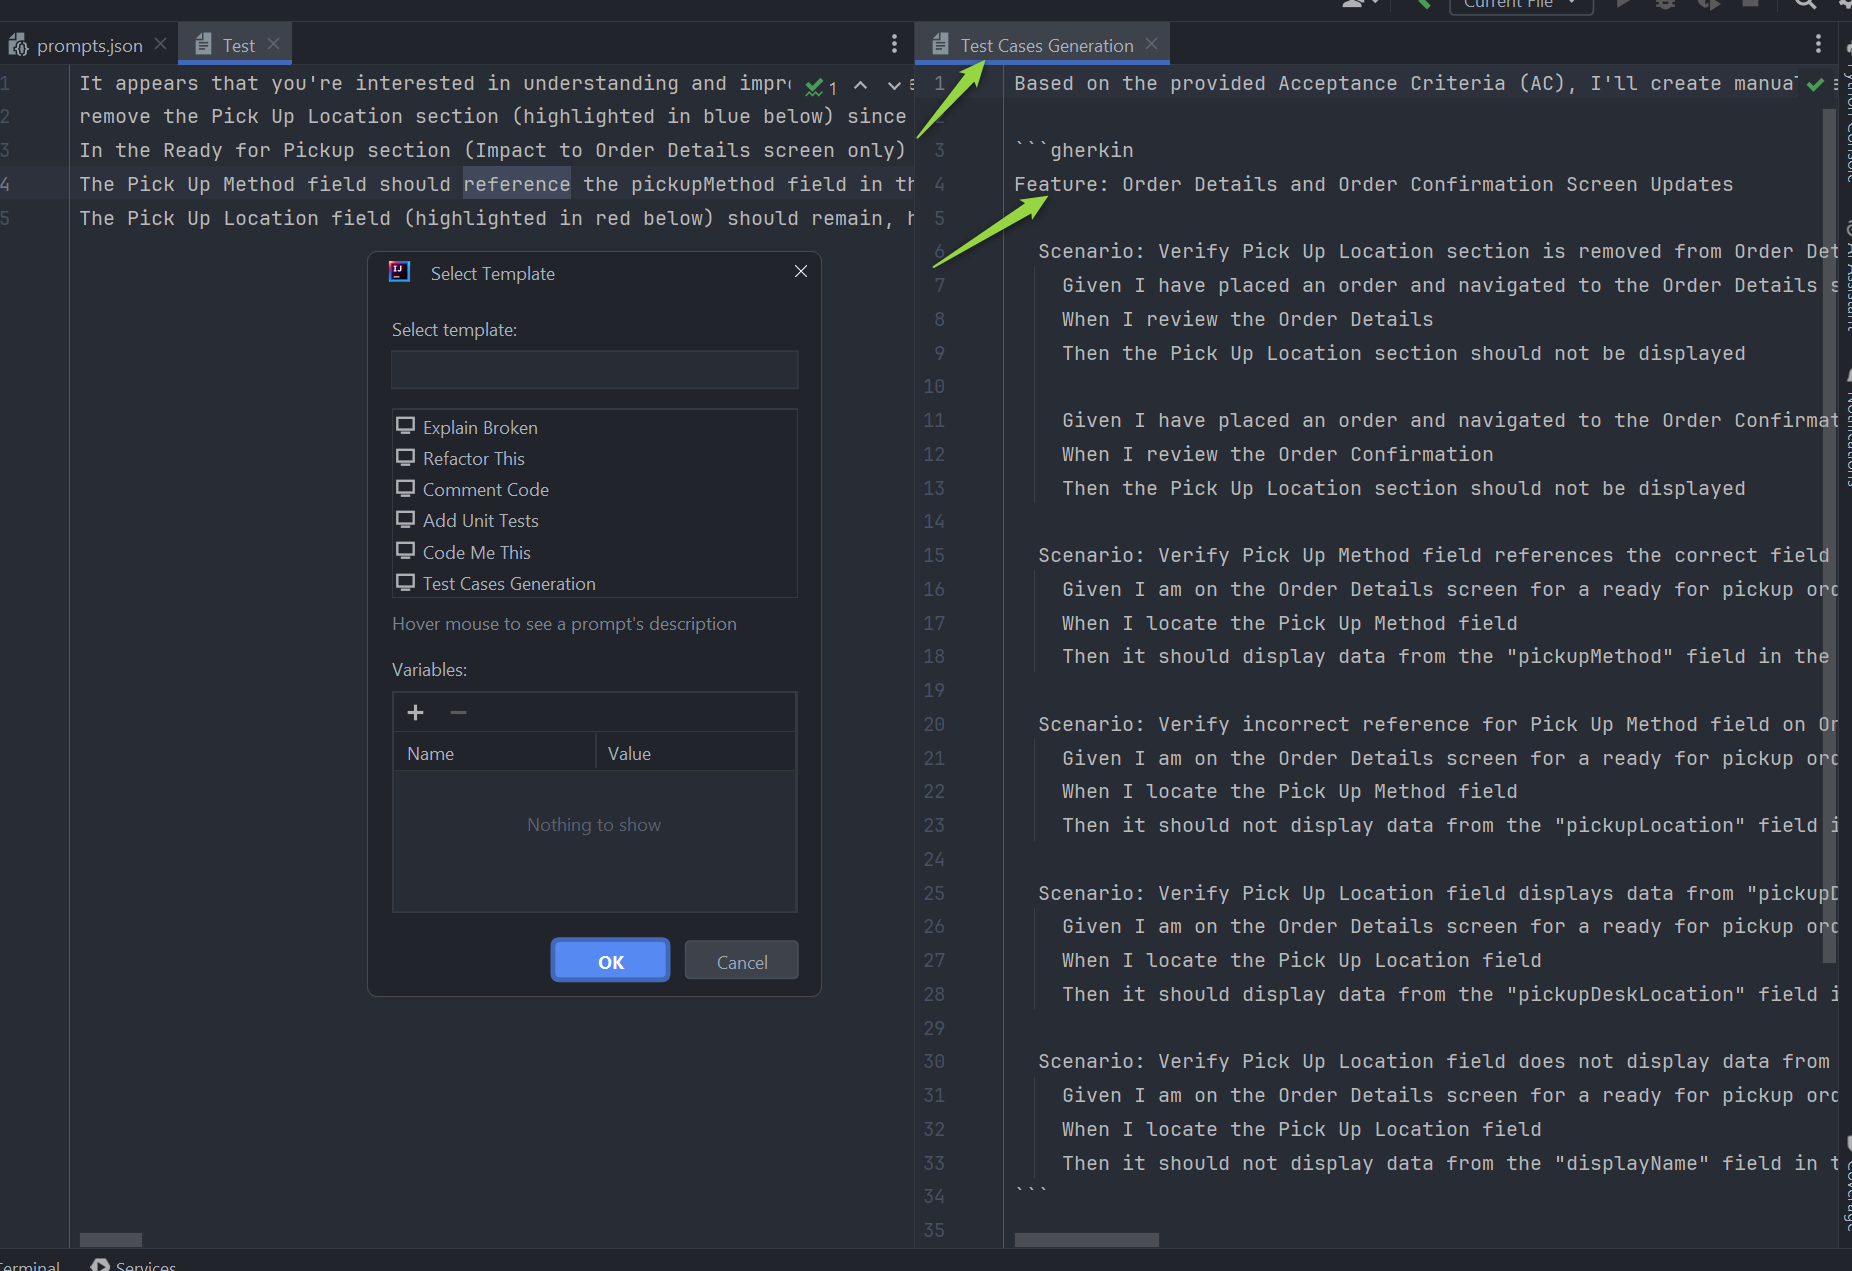 Current File
prompts.json
Test
1 It appears that you're interested in understanding and impr
1
2 remove the Pick Up Location section (highlighted in blue below) since
3 In the Ready for Pickup section (Impact to Order Details screen only)
4 The Pick Up Method field should reference the pickupMethod field in th
5 The Pick Up Location field (highlighted in red below) should remain, h
Select Template
Select template:
Explain Broken
Refactor This
Comment Code
Add Unit Tests
Code Me This
Test Cases Generation
Hover mouse to see a prompt's description
Variables:
Name Value
Nothing to show
OK Cancel
Test Cases Generation
1 Based on the provided Acceptance Criteria (AC), I'll create manua
3 ```gherkin
4 Feature: Order Details and Order Confirmation Screen Updates
5
6 Scenario: Verify Pick Up Location section is removed from Order Det
7 Given I have placed an order and navigated to the Order Details s
8 When I review the Order Details
9 Then the Pick Up Location section should not be displayed
10
11 Given I have placed an order and navigated to the Order Confirmat
12 When I review the Order Confirmation
13 Then the Pick Up Location section should not be displayed
14
15 Scenario: Verify Pick Up Method field references the correct field
16 Given I am on the Order Details screen for a ready for pickup ord
17 When I locate the Pick Up Method field
18 Then it should display data from the "pickupMethod" field in the
19
20 Scenario: Verify incorrect reference for Pick Up Method field on Or
21 Given I am on the Order Details screen for a ready for pickup ord
22 When I locate the Pick Up Method field
23 Then it should not display data from the "pickupLocation" field i
24
25 Scenario: Verify Pick Up Location field displays data from "pickupD
26 Given I am on the Order Details screen for a ready for pickup ord
27 When I locate the Pick Up Location field
28 Then it should display data from the "pickupDeskLocation" field i
29
30 Scenario: Verify Pick Up Location field does not display data from
31 Given I am on the Order Details screen for a ready for pickup ord
32 When I locate the Pick Up Location field
33 Then it should not display data from the "displayName" field in t
34 ```
35
Services